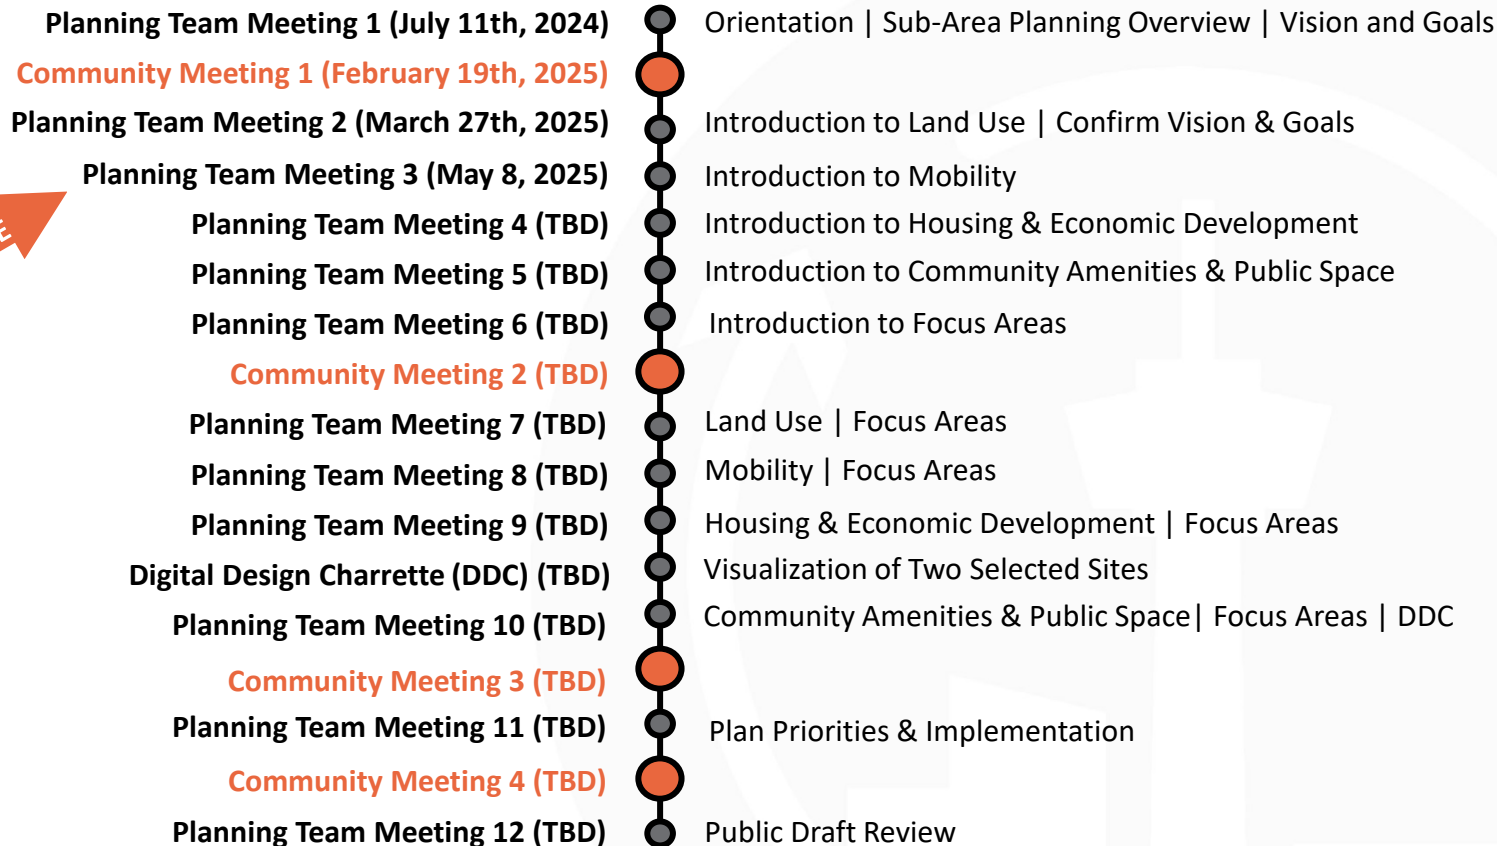 Planning Team Meeting 1 (July 11th, 2024) Orientation | Sub-Area Planning Overview | Vision and Goals
Community Meeting 1 (February 19th, 2025)
Planning Team Meeting 2 (March 27th, 2025) Introduction to Land Use | Confirm Vision & Goals
Planning Team Meeting 3 (May 8, 2025) Introduction to Mobility
Planning Team Meeting 4 (TBD) Introduction to Housing & Economic Development
Planning Team Meeting 5 (TBD) Introduction to Community Amenities & Public Space
Planning Team Meeting 6 (TBD) Introduction to Focus Areas
Community Meeting 2 (TBD)
Planning Team Meeting 7 (TBD) Land Use | Focus Areas
Planning Team Meeting 8 (TBD) Mobility | Focus Areas
Planning Team Meeting 9 (TBD) Housing & Economic Development | Focus Areas
Digital Design Charrette (DDC) (TBD) Visualization of Two Selected Sites
Planning Team Meeting 10 (TBD) Community Amenities & Public Space| Focus Areas | DDC
Community Meeting 3 (TBD)
Planning Team Meeting 11 (TBD) Plan Priorities & Implementation
Community Meeting 4 (TBD)
Planning Team Meeting 12 (TBD) Public Draft Review